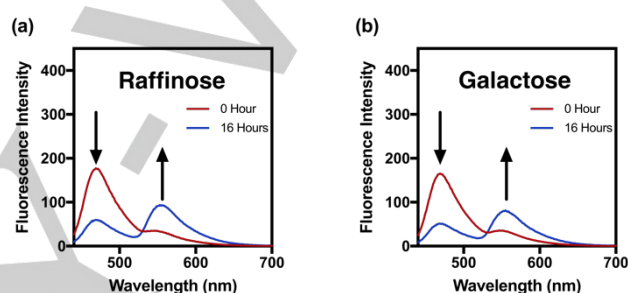 (a)
Raffinose
0 Hour
16 Hours
Fluorescence Intensity
400
300
200
100
0
500
600
700
Wavelength (nm)
(b)
Galactose
0 Hour
16 Hours
Fluorescence Intensity
400
300
200
100
0
500
600
700
Wavelength (nm)